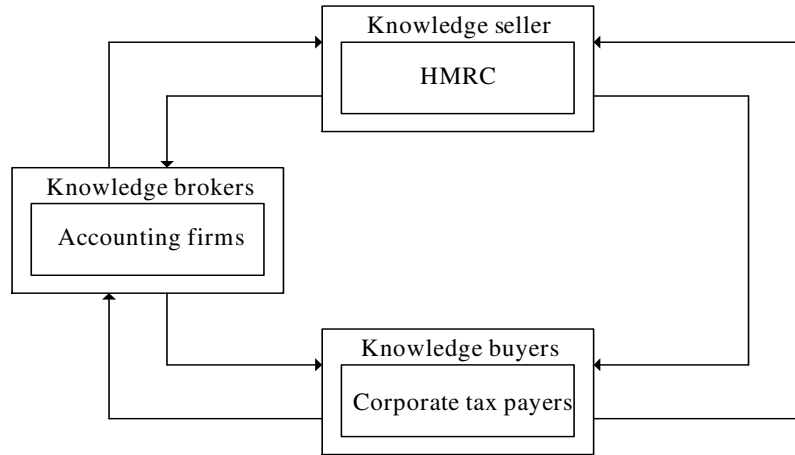 Knowledge seller
HMRC
Knowledge brokers
Accounting firms
Knowledge buyers
Corporate tax payers